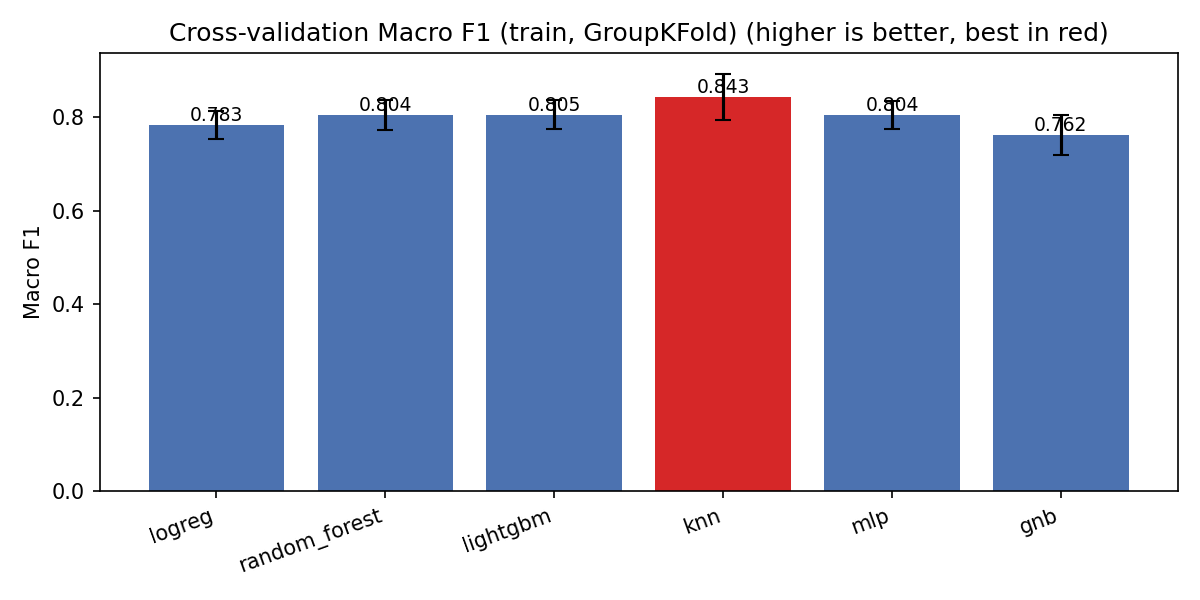 Cross-validation Macro F1 (train, GroupKFold) (higher is better, best in red)
Macro F1
0.8
0.6
0.4
0.2
0.0
0.783
0.804
0.805
0.843
0.804
0.762
logreg
random_forest
lightgbm
knn
mlp
gnb